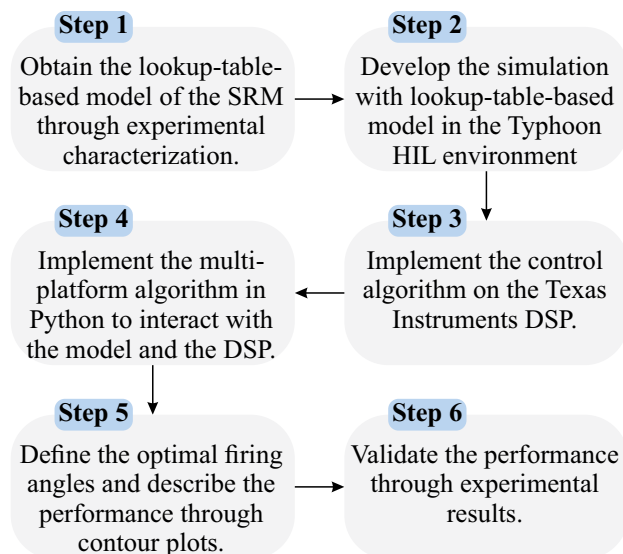 Step 1
Obtain the lookup-table-
based model of the SRM
through experimental
characterization.
Step 2
Develop the simulation
with lookup-table-based
model in the Typhoon
HIL environment
Step 3
Implement the control
algorithm on the Texas
Instruments DSP.
Step 4
Implement the multi-
platform algorithm in
Python to interact with
the model and the DSP.
Step 5
Define the optimal firing
angles and describe the
performance through
contour plots.
Step 6
Validate the performance
through experimental
results.